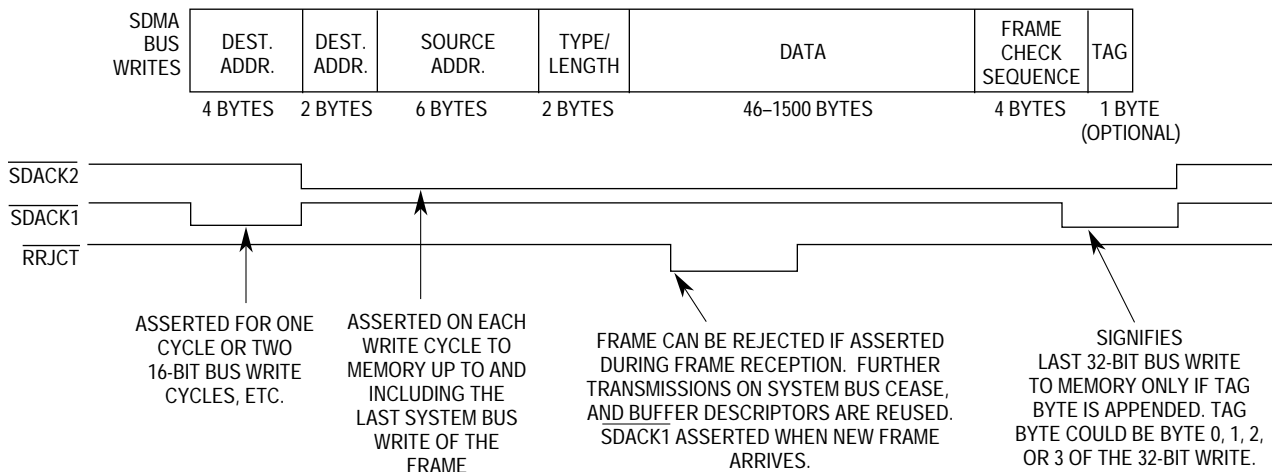 SDMA
BUS
WRITES
DEST.
ADDR.
DEST.
ADDR.
SOURCE
ADDR.
TYPE/
LENGTH
DATA
FRAME
CHECK
SEQUENCE
TAG
4 BYTES
2 BYTES
6 BYTES
2 BYTES
46–1500 BYTES
4 BYTES
1 BYTE
(OPTIONAL)
SDACK2
SDACK1
RRJCT
ASSERTED FOR ONE
CYCLE OR TWO
16-BIT BUS WRITE
CYCLES, ETC.
ASSERTED ON EACH
WRITE CYCLE TO
MEMORY UP TO AND
INCLUDING THE
LAST SYSTEM BUS
WRITE OF THE
FRAME
FRAME CAN BE REJECTED IF ASSERTED
DURING FRAME RECEPTION. FURTHER
TRANSMISSIONS ON SYSTEM BUS CEASE,
AND BUFFER DESCRIPTORS ARE REUSED.
SDACK1 ASSERTED WHEN NEW FRAME
ARRIVES.
SIGNIFIES
LAST 32-BIT BUS WRITE
TO MEMORY ONLY IF TAG
BYTE IS APPENDED. TAG
BYTE COULD BE BYTE 0, 1, 2,
OR 3 OF THE 32-BIT WRITE.